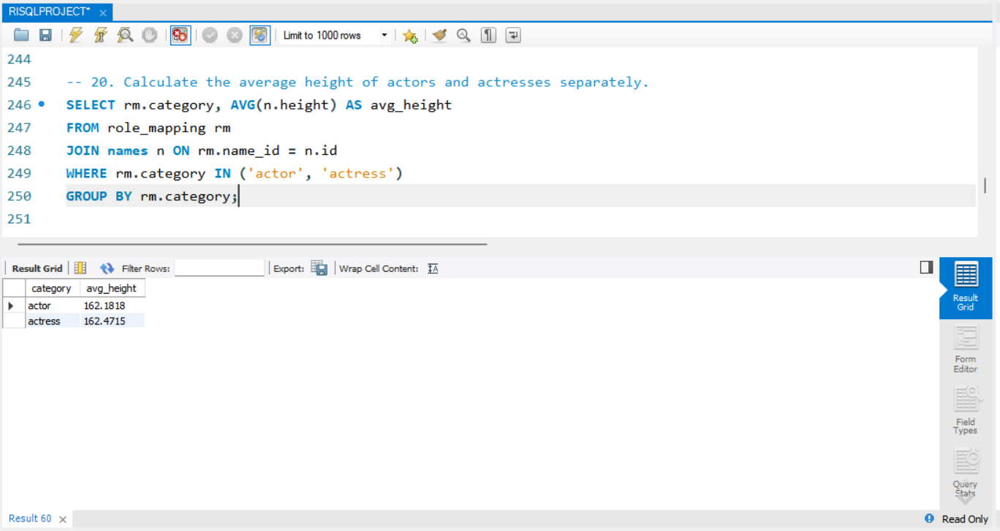 RISQLPROJECT*
Limit to 1000 rows
244
245 -- 20. Calculate the average height of actors and actresses separately.
246 SELECT rm.category, AVG(n.height) AS avg_height
247 FROM role_mapping rm
248 JOIN names n ON rm.name_id = n.id
249 WHERE rm.category IN ('actor', 'actress')
250 GROUP BY rm.category;
251
Result Grid Filter Rows: Export: Wrap Cell Content:
category avg_height
actor 162.1818
actress 162.4715
Result
Grid
Form
Editor
Field
Types
Query
Stats
Result 60 Read Only